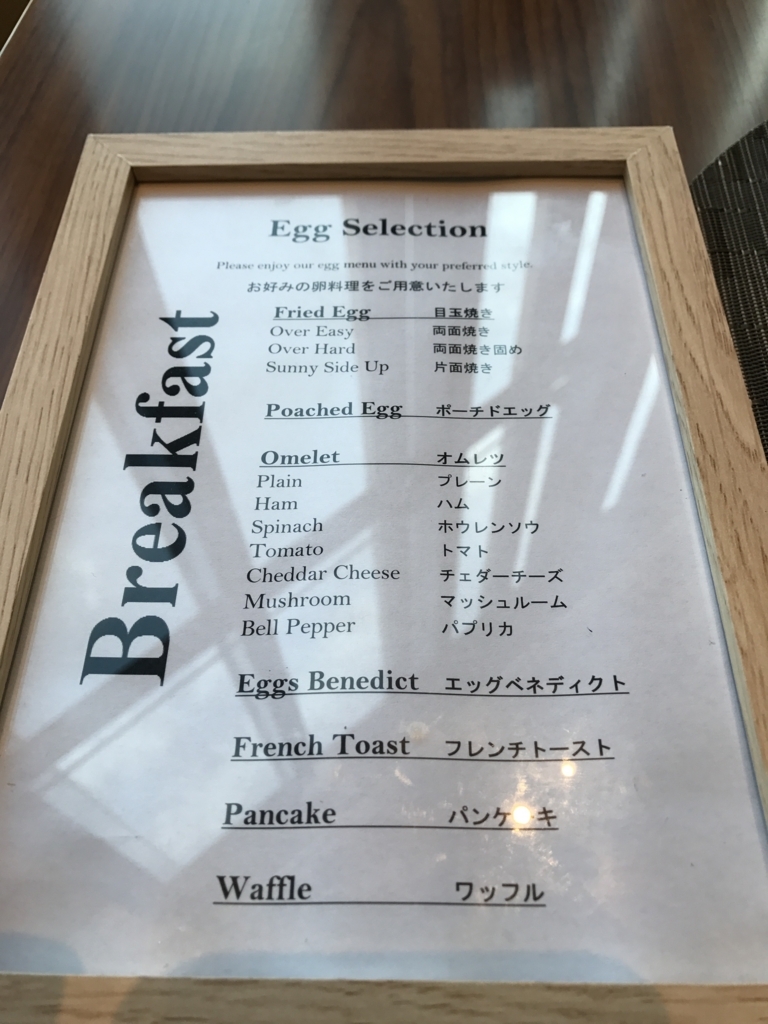 Breakfast
Egg Selection
Please enjoy our egg menu with your preferred style.
お好みの卵料理をご用意いたします
Fried Egg 目玉焼き
Over Easy 両面焼き
Over Hard 両面焼き固め
Sunny Side Up 片面焼き
Poached Egg ポーチドエッグ
Omelet オムレツ
Plain プレーン
Ham ハム
Spinach ホウレンソウ
Tomato トマト
Cheddar Cheese チェダーチーズ
Mushroom マッシュルーム
Bell Pepper パプリカ
Eggs Benedict エッグベネディクト
French Toast フレンチトースト
Pancake パンケーキ
Waffle ワッフル